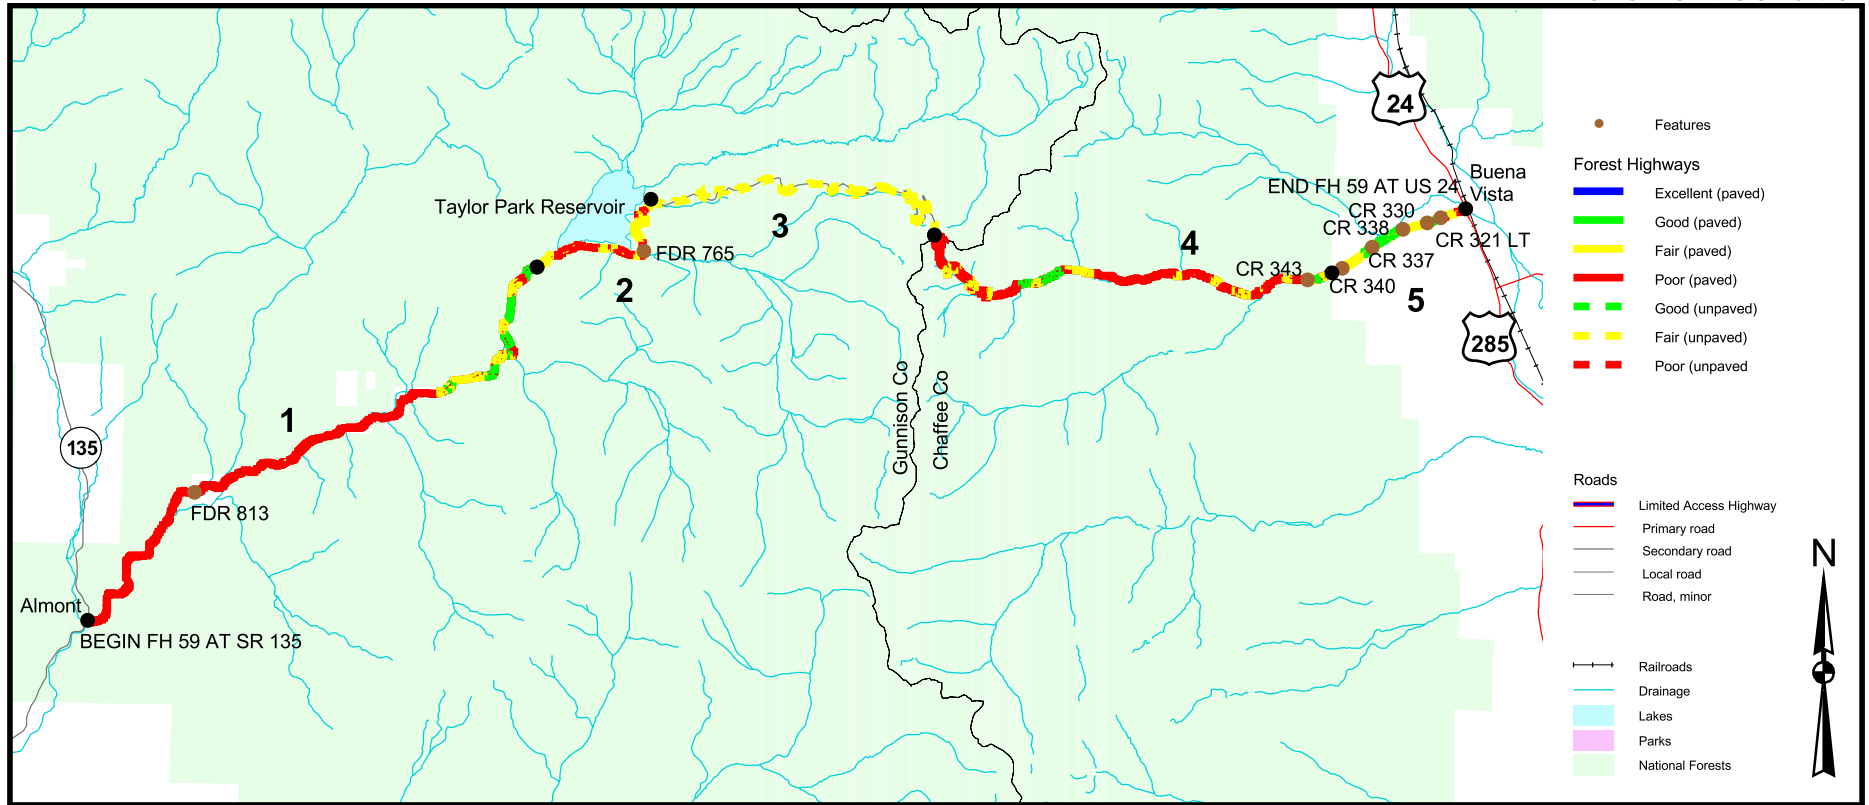 24
Buena
Vista
END FH 59 AT US 24
Taylor Park Reservoir
CR 330
CR 338
CR 321 LT
3
4
FDR 765
CR 337
CR 343
CR 340
2
5
285
Gunnison Co
Chaffee Co
1
135
FDR 813
Almont
BEGIN FH 59 AT SR 135
Features
Forest Highways
Excellent (paved)
Good (paved)
Fair (paved)
Poor (paved)
Good (unpaved)
Fair (unpaved)
Poor (unpaved
Roads
Limited Access Highway
Primary road
Secondary road
Local road
Road, minor
N
Railroads
Drainage
Lakes
Parks
National Forests